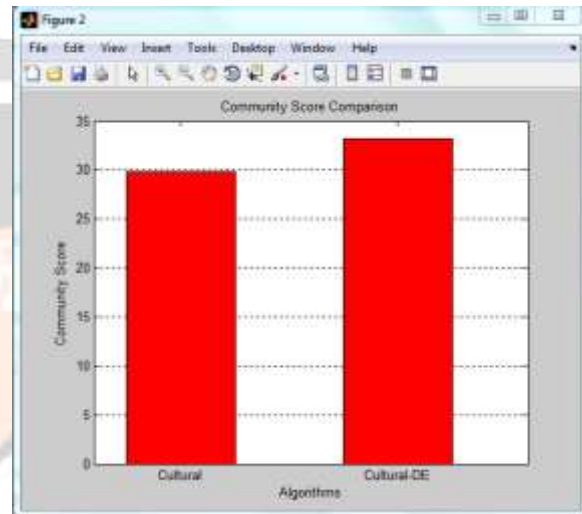 Figure 2
File Edit View Insert Tools Desktop Window Help
Community Score Comparison
35
30
25
20
15
10
5
0
Community Score
Cultural Cultural-DE
Algorithms